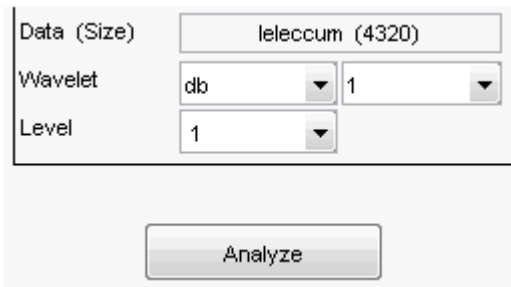 Data (Size) leleccum (4320)
Wavelet db 1
Level 1
Analyze